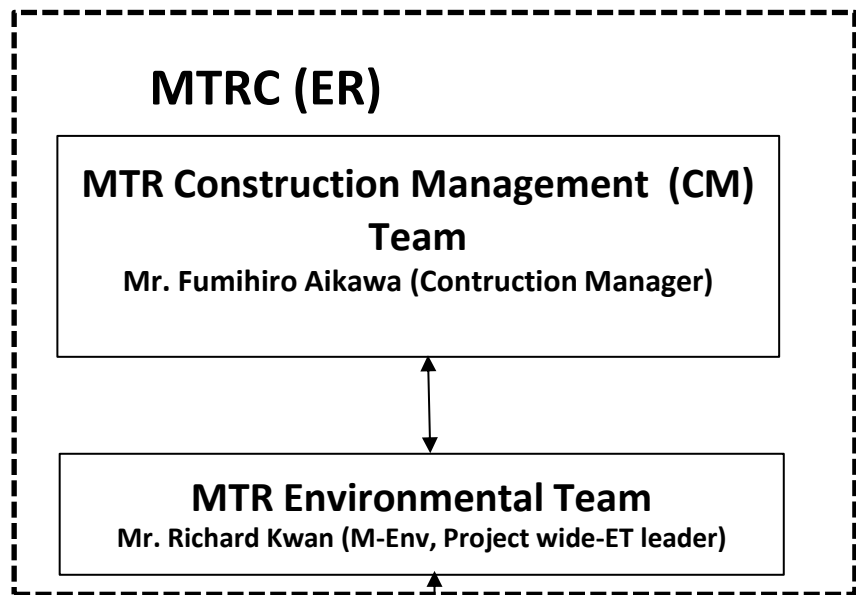 MTRC (ER)
MTR Construction Management (CM)
Team
Mr. Fumihiro Aikawa (Contruction Manager)
MTR Environmental Team
Mr. Richard Kwan (M-Env, Project wide-ET leader)